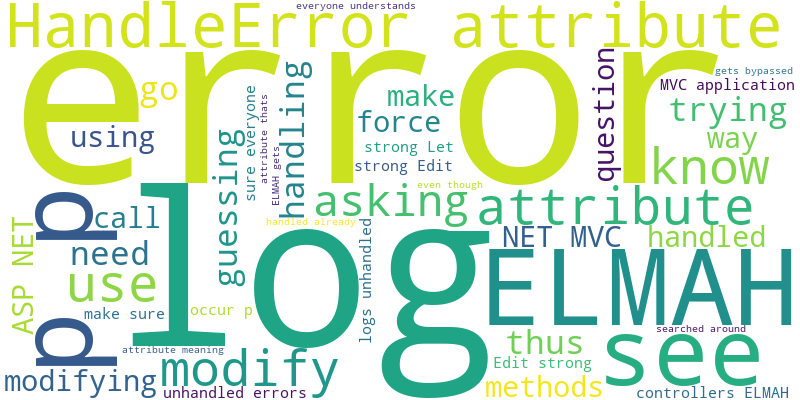 everyone understands
HandleError attribute
error
gets bypassed
MVC application
go
handling
make
question
trying
using
sure everyone
attribute thats
ELMAH gets
force
way
strong Let
know
strong Edit
guessing
even though
p
p
call
log
asking
attribute
handled already
ASP NET
need
logs unhandled
NET MVC
handled
use
ELMAH
occur p
make sure
searched around
see
thus
attribute meaning
modify
Edit strong
modifying
unhandled errors
methods
controllers ELMAH